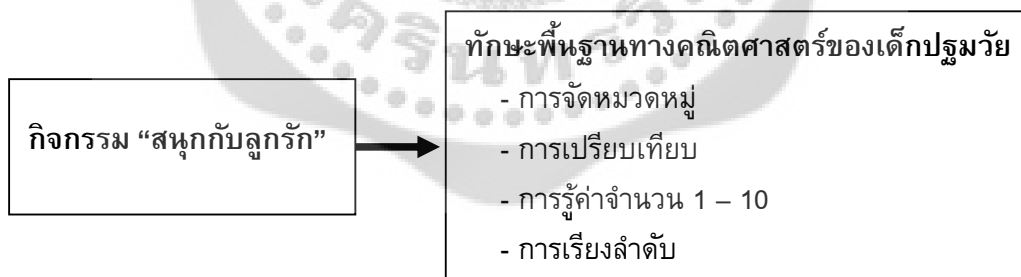 ทักษะพื้นฐานทางคณิตศาสตร์ของเด็กปฐมวัย
- การจัดหมวดหมู่
กิจกรรม “สนุกกับลูกรัก”
- การเปรียบเทียบ
- การรู้ค่าจำนวน 1 – 10
- การเรียงลำดับ